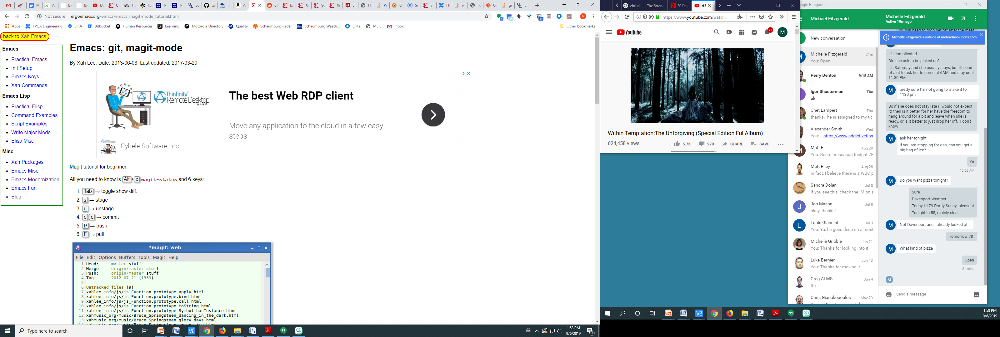 Not secure | ergoemacs.org/emacs/emacs_magit-mode_tutorial.html
Apps FPGA Engineering JIRA Bitbucket Human Resources Learning Motorola Directory Quality Schaumburg Radar Schaumburg Weath... Okta MSIC Inbox Other bookmarks
back to Xah Emacs
Emacs
Practical Emacs
Init Setup
Emacs Keys
Xah Commands
Emacs Lisp
Practical Elisp
Command Examples
Script Examples
Write Major Mode
Elisp Misc
Misc
Xah Packages
Emacs Misc
Emacs Modernization
Emacs Fun
Blog
Emacs: git, magit-mode
By Xah Lee. Date: 2013-06-08. Last updated: 2017-03-29.
Thinfinity
Remote Desktop
SERVER
The best Web RDP client
Move any application to the cloud in a few easy
steps
Cybele Software, Inc
Magit tutorial for beginner.
All you need to know is Alt+x magit-status and 6 keys:
1. Tab → toggle show diff.
2. s → stage
3. u → unstage
4. c c → commit
5. P → push
6. F → pull
*magit: web
File Edit Options Buffers Tools Magit Help
1 Head: master stuff
2 Merge: origin/master stuff
3 Push: origin/master stuff
4 Tag: 2012-07-21 (1339)
5
6 Untracked files (9)
7 xahlee_info/js/js_Function.prototype.apply.html
8 xahlee_info/js/js_Function.prototype.bind.html
9 xahlee_info/js/js_Function.prototype.call.html
10 xahlee_info/js/js_Function.prototype.toString.html
11 xahlee_info/js/js_Function.prototype_Symbol.hasInstance.html
12 xahmusic_org/music/Bruce_Springsteen_dancing_in_the_dark.html
13 xahmusic_org/music/Bruce_Springsteen_glory_days.html
Type here to search
1:58 PM
9/6/2019
christi The Streng 30 Da
https://www.youtube.com/watch
YouTube
9+
M
Within Temptation:The Unforgiving (Special Edition Ful Album)
624,458 views
5.7K 270 SHARE SAVE
ogle Hangouts
Michael Fitzgerald
New conversation
Michelle Fitzgerald 21m
You: Open
Perry Denton 9:15 AM
Igor Shusterman Thu
ok
Chet Lampert Thu
thanks. he is assigned to my tic
Alexander Smith Wed
You: https://www.addictivetips
Matt F Aug 29
You: Bears preseason tonight 7P
Matt Riley Aug 28
In fact, I believe there is a WBC p
Sandra Dolan Jul 8
If you see this, check the IM on a
Jon Mason Jul 8
okay, thanks!
Louis Giannini Jul 3
You: Ya, he goes deep on almost
Michelle Gribble Jun 21
You: Thanks for looking into it.
Luke Bernier Jun 13
You: Thanks for moving it.
Greg ALMS Jun 4
thx
Chris Gianakopoulos May 29
Michelle Fitzgerald
Active 19m ago
Michelle Fitzgerald is outside of motorolasolutions.com
It's complicated
Did she ask to be picked up?
It's Saturday and she usually stays, but it's kind
of alot to ask her to come at 6AM and stay until
11:30 PM.
pretty sure I'm not going to make it to
1130 pm
So if she does not stay late (I would not expect
it) then is it better for her have the freedom to
hang around for a bit and leave when she is
ready, or is it better to just drop her off. I don't
know
ask her tonight
if you are stopping for gas, can you get a
big bag of ice?
Ya
10:36 AM
Do you want pizza tonight?
Sure
Davenport Weather
Today Hi 79 Partly Sunny; pleasant
Tonight lo 55, mainly clear
Not Davenport and I already looked at it
Tomorrow 78
What kind of pizza
Open
21 mins
Send a message
1:58 PM
9/6/2019